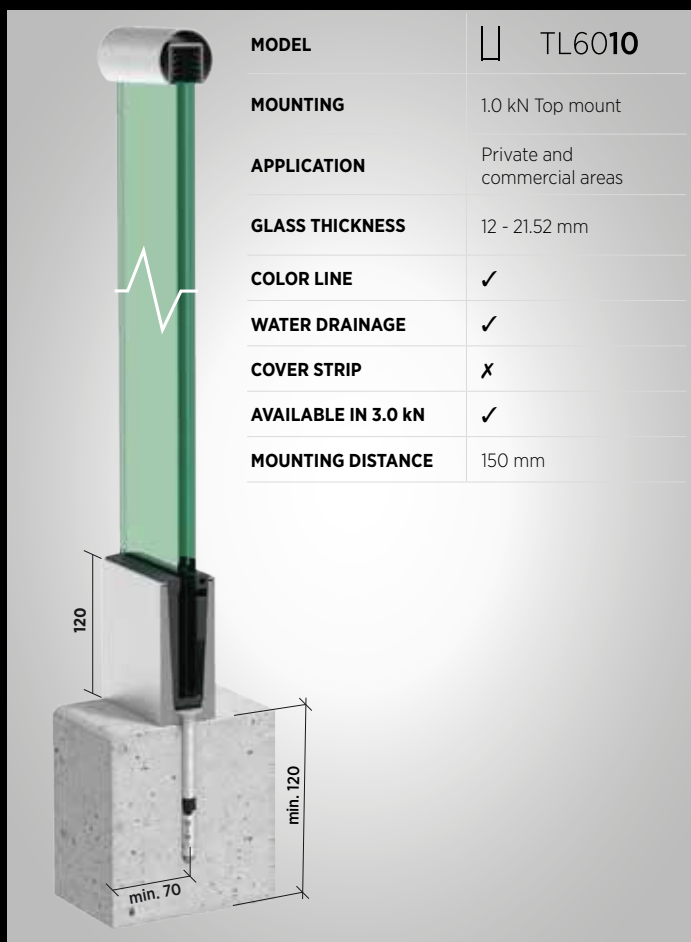 MODEL TL6010
MOUNTING 1.0 kN Top mount
APPLICATION Private and
commercial areas
GLASS THICKNESS 12 - 21.52 mm
COLOR LINE ✓
WATER DRAINAGE ✓
COVER STRIP ✗
AVAILABLE IN 3.0 kN ✓
MOUNTING DISTANCE 150 mm
120
min. 120
min. 70